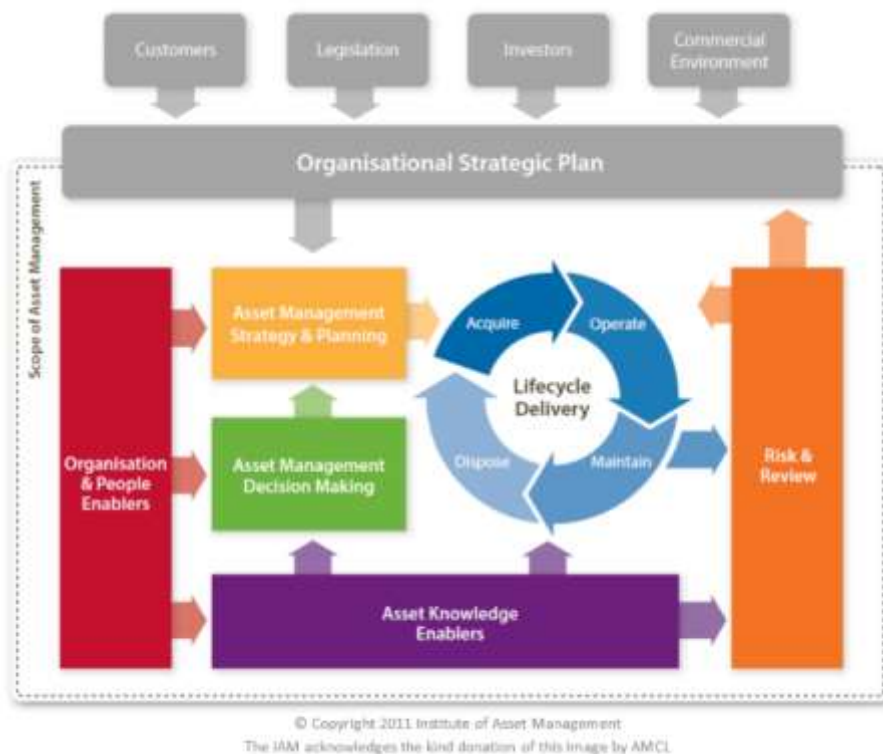 Customers
Legislation
Investors
Commercial
Environment
Organisational Strategic Plan
Scope of Asset Management
Asset Management
Strategy & Planning
Acquire
Operate
Lifecycle
Delivery
Organisation
& People
Enablers
Asset Management
Decision Making
Dispose
Maintain
Risk &
Review
Asset Knowledge
Enablers
© Copyright 2011 Institute of Asset Management
The IAM acknowledges the kind donation of this image by AMCL